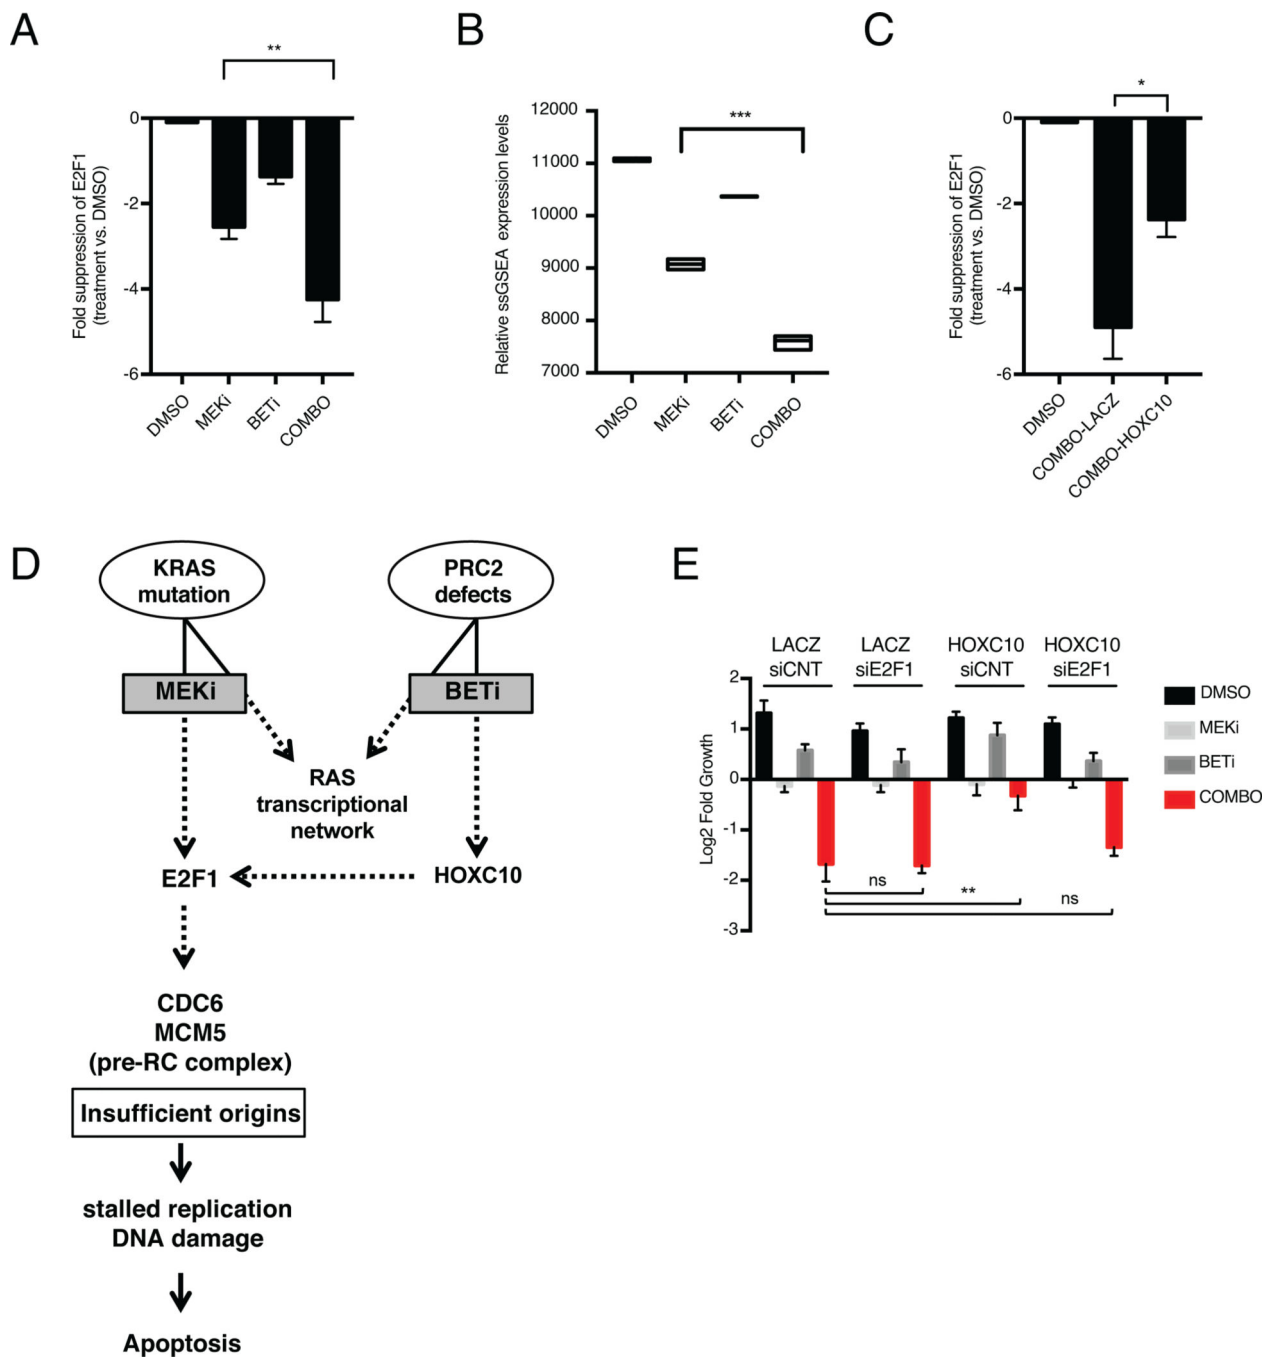 A
**
Fold suppression of E2F1
(treatment vs. DMSO)
0
-2
-4
-6
DMSO
MEKi
BETi
COMBO
B
***
Relative ssGSEA expression levels
12000
11000
10000
9000
8000
7000
DMSO
MEKi
BETi
COMBO
C
*
Fold suppression of E2F1
(treatment vs. DMSO)
0
-2
-4
-6
DMSO
COMBO-LACZ
COMBO-HOXC10
D
KRAS
mutation
PRC2
defects
MEKi
BETi
RAS
transcriptional
network
E2F1
HOXC10
CDC6
MCM5
(pre-RC complex)
Insufficient origins
stalled replication
DNA damage
Apoptosis
E
LACZ
siCNT
LACZ
siE2F1
HOXC10
siCNT
HOXC10
siE2F1
Log2 Fold Growth
2
1
0
-1
-2
-3
ns
**
ns
DMSO
MEKi
BETi
COMBO